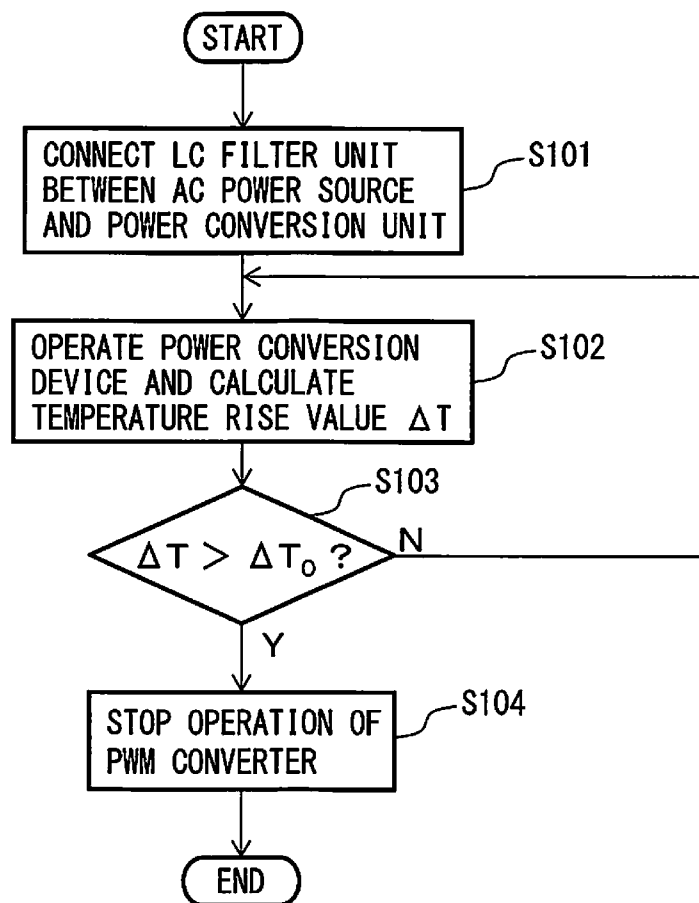 START
CONNECT LC FILTER UNIT
BETWEEN AC POWER SOURCE
AND POWER CONVERSION UNIT
S101
OPERATE POWER CONVERSION
DEVICE AND CALCULATE
TEMPERATURE RISE VALUE ΔT
S102
S103
ΔT > ΔT₀ ?
N
Y
STOP OPERATION OF
PWM CONVERTER
S104
END